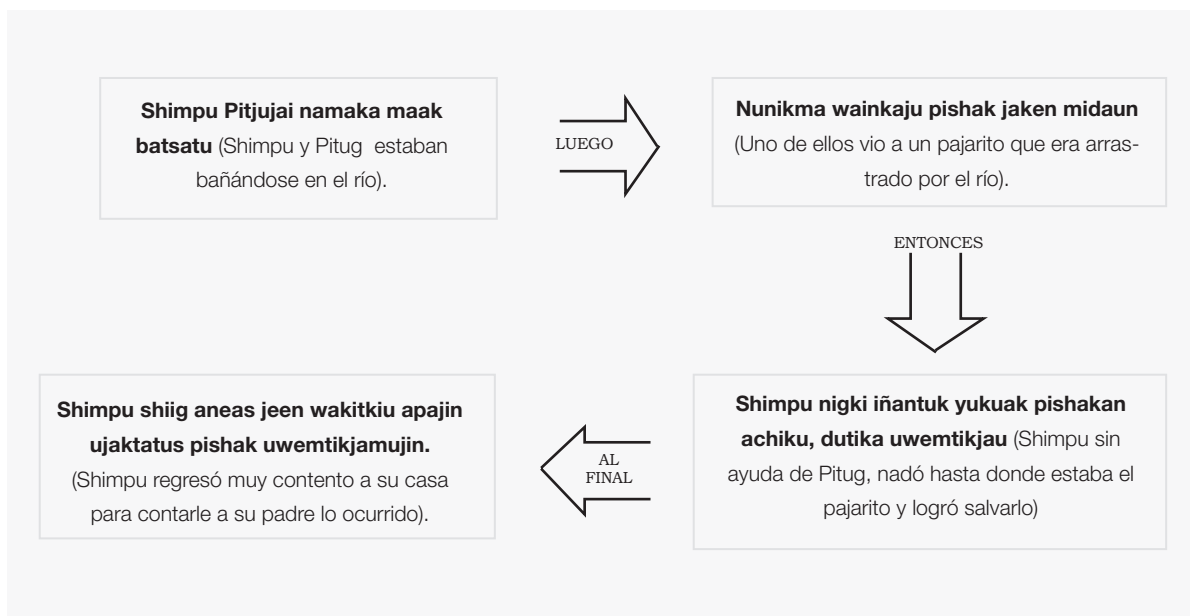 Shimpu Pitjujai namaka maak
batsatu (Shimpu y Pitug estaban
bañándose en el río).
LUEGO
Nunikma wainkaju pishak jaken midaun
(Uno de ellos vio a un pajarito que era arras-
trado por el río).
ENTONCES
Shimpu nigki iñantuk yukuak pishakan
achiku, dutika uwemtikjau (Shimpu sin
ayuda de Pitug, nadó hasta donde estaba el
pajarito y logró salvarlo)
AL
FINAL
Shimpu shiig aneas jeen wakitkiu apajin
ujaktatus pishak uwemtikjamujin.
(Shimpu regresó muy contento a su casa
para contarle a su padre lo ocurrido).